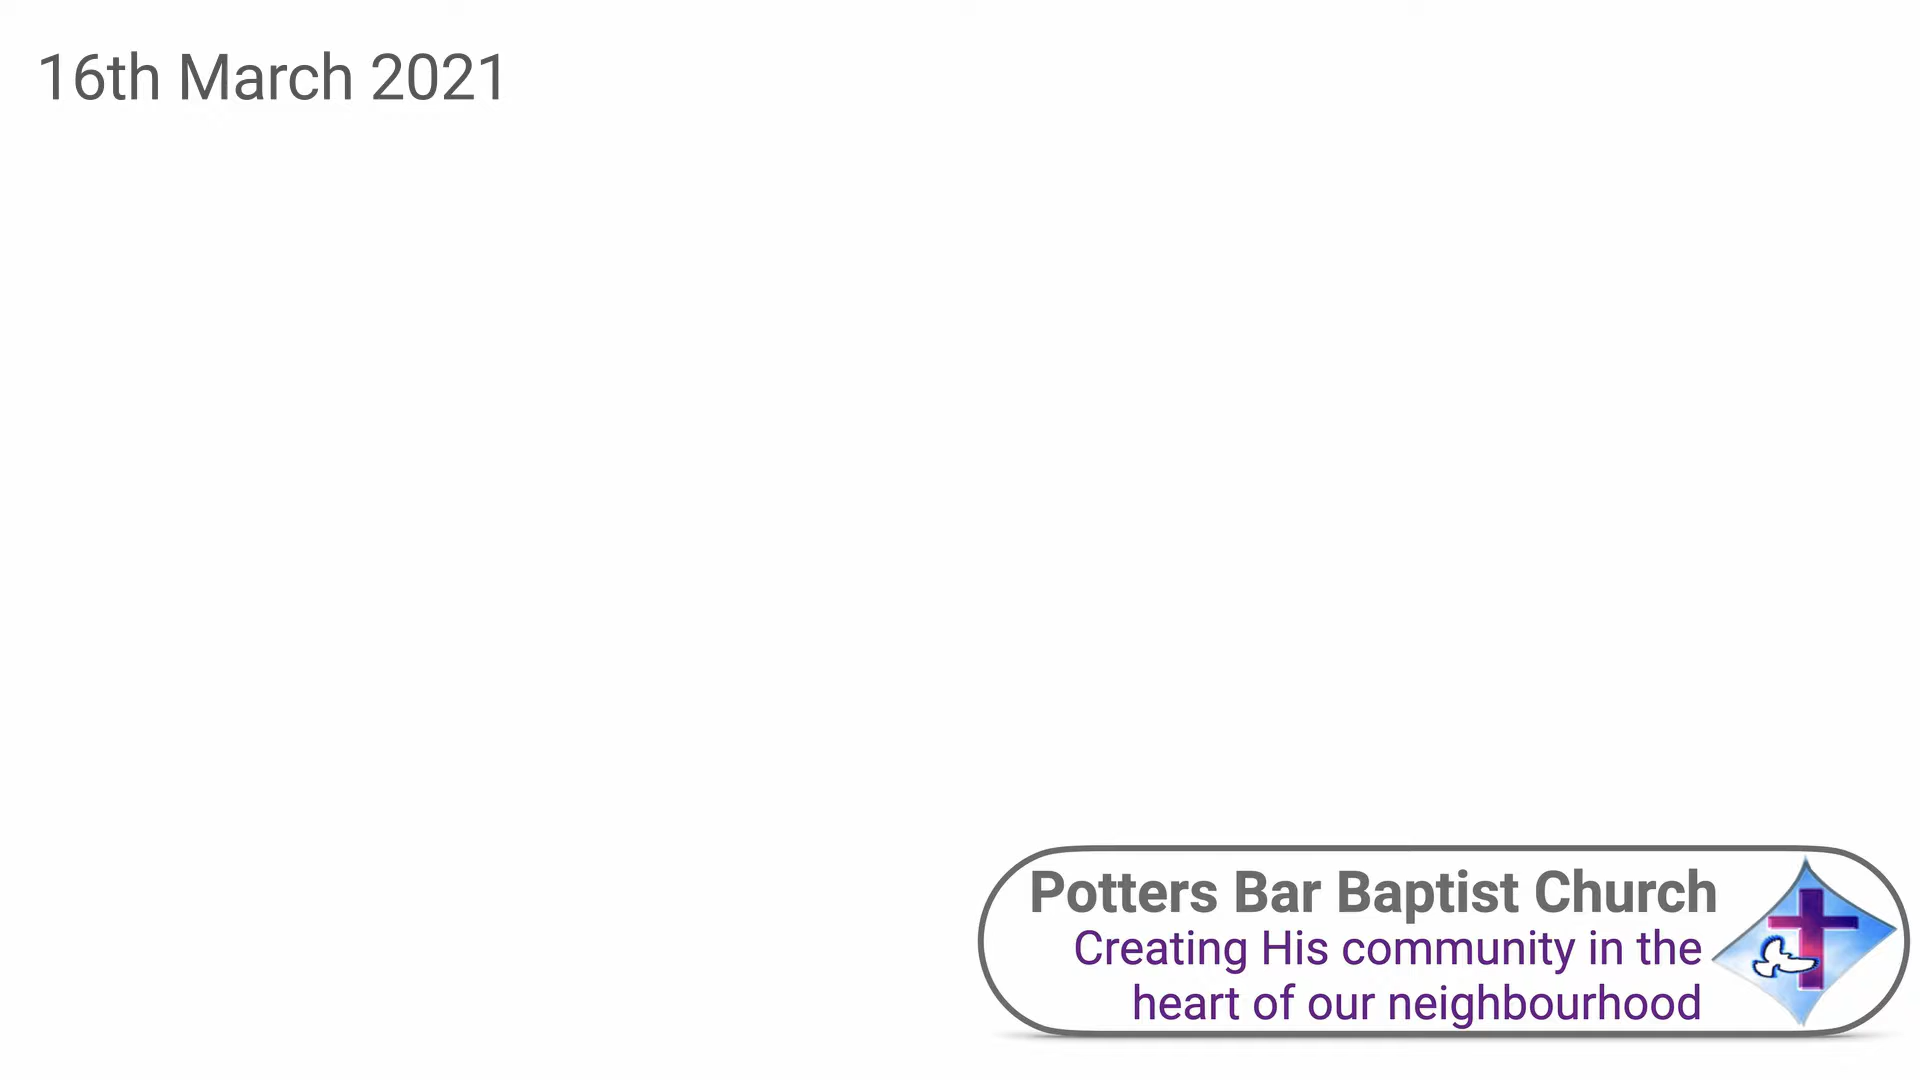 16th March 2021
Potters Bar Baptist Church
Creating His community in the
heart of our neighbourhood